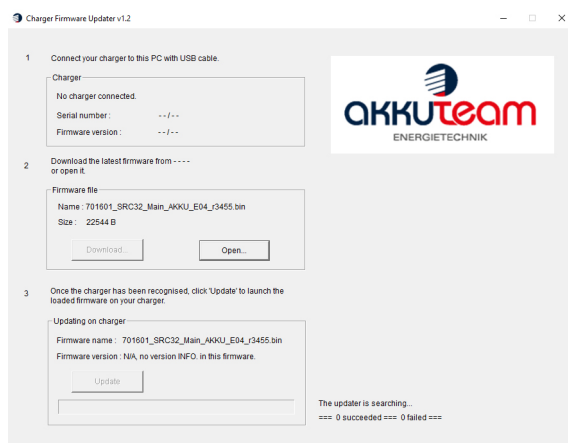 Charger Firmware Updater v1.2
1 Connect your charger to this PC with USB cable.
Charger
No charger connected.
Serial number : --/--
Firmware version : --/--
akkuteam
ENERGIETECHNIK
2 Download the latest firmware from ----
or open it.
Firmware file
Name : 701601_SRC32_Main_AKKU_E04_r3455.bin
Size : 22544 B
Download... Open...
3 Once the charger has been recognised, click 'Update' to launch the
loaded firmware on your charger.
Updating on charger
Firmware name : 701601_SRC32_Main_AKKU_E04_r3455.bin
Firmware version : N/A, no version INFO. in this firmware.
Update
The updater is searching...
=== 0 succeeded === 0 failed ===